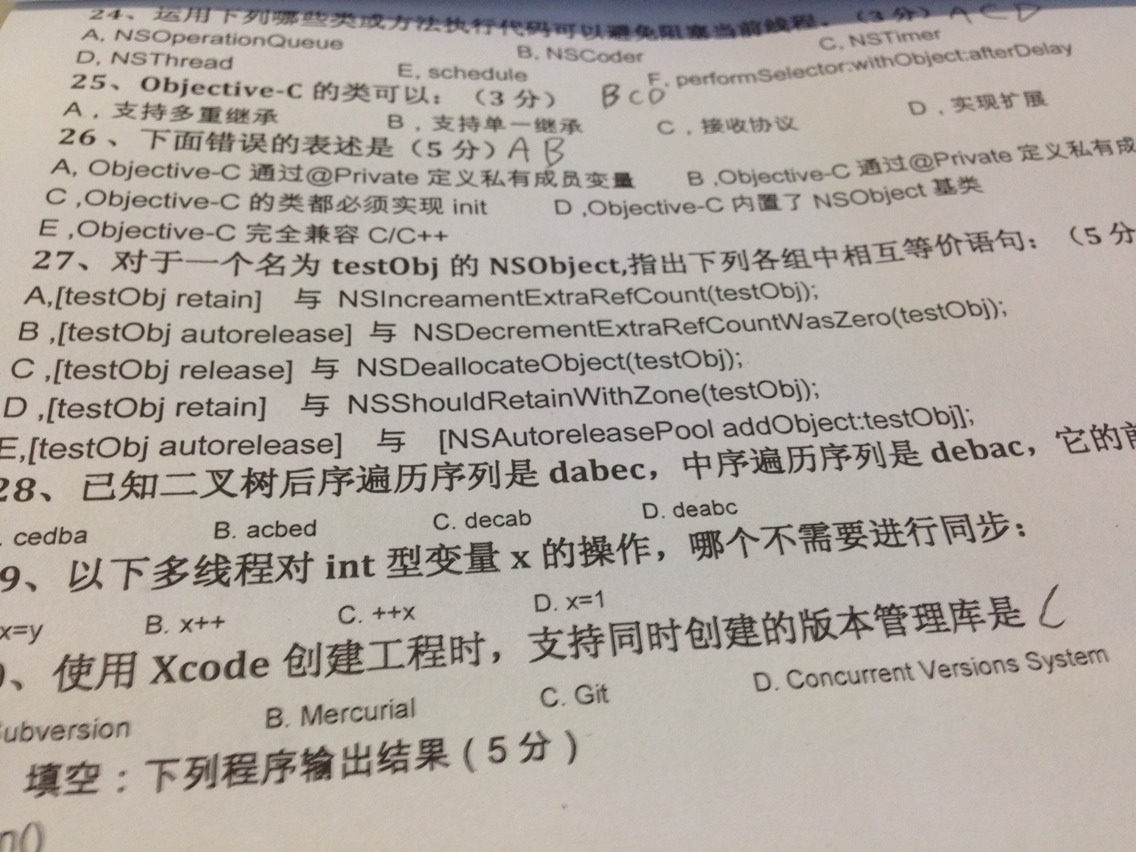 24、运用下列哪些类或方法执行代码可以避免阻塞当前线程。（3 分） A C D
A, NSOperationQueue B, NSCoder C, NSTimer
D, NSThread E, schedule F, performSelector:withObject:afterDelay
25、Objective-C 的类可以：（3 分） B C D
A，支持多重继承 B，支持单一继承 C，接收协议 D，实现扩展
26 、下面错误的表述是（5 分）A B
A, Objective-C 通过@Private 定义私有成员变量 B ,Objective-C 通过@Private 定义私有成
C ,Objective-C 的类都必须实现 init D ,Objective-C 内置了 NSObject 基类
E ,Objective-C 完全兼容 C/C++
27、对于一个名为 testObj 的 NSObject,指出下列各组中相互等价语句：（5 分
A,[testObj retain] 与 NSIncreamentExtraRefCount(testObj);
B ,[testObj autorelease] 与 NSDecrementExtraRefCountWasZero(testObj);
C ,[testObj release] 与 NSDeallocateObject(testObj);
D ,[testObj retain] 与 NSShouldRetainWithZone(testObj);
E,[testObj autorelease] 与 [NSAutoreleasePool addObject:testObj];
28、已知二叉树后序遍历序列是 dabec，中序遍历序列是 debac，它的前
. cedba B. acbed C. decab D. deabc
9、以下多线程对 int 型变量 x 的操作，哪个不需要进行同步：
x=y B. x++ C. ++x D. x=1
、使用 Xcode 创建工程时，支持同时创建的版本管理库是 C
ubversion B. Mercurial C. Git D. Concurrent Versions System
填空：下列程序输出结果（5 分）
n()